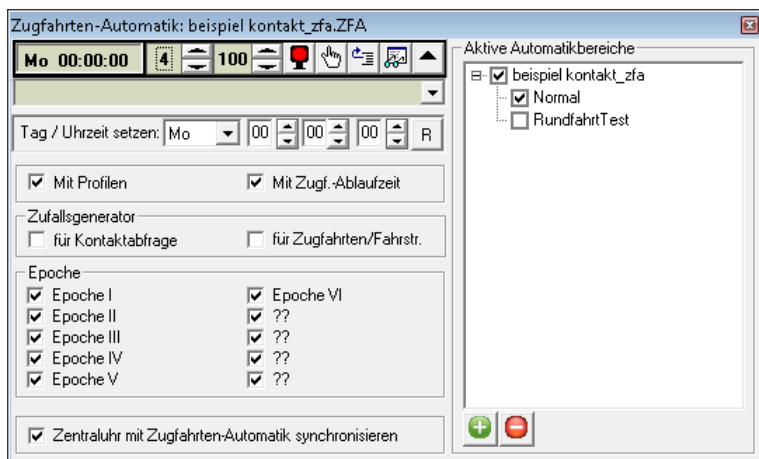 Zugfahrten-Automatik: beispiel kontakt_zfa.ZFA
Mo 00:00:00 4 100
Tag / Uhrzeit setzen: Mo 00 00 00 R
Mit Profilen Mit Zugf.-Ablaufzeit
Zufallsgenerator
für Kontaktabfrage für Zugfahrten/Fahrstr.
Epoche
Epoche I Epoche VI
Epoche II ??
Epoche III ??
Epoche IV ??
Epoche V ??
Zentraluhr mit Zugfahrten-Automatik synchronisieren
Aktive Automatikbereiche
beispiel kontakt_zfa
Normal
RundfahrtTest